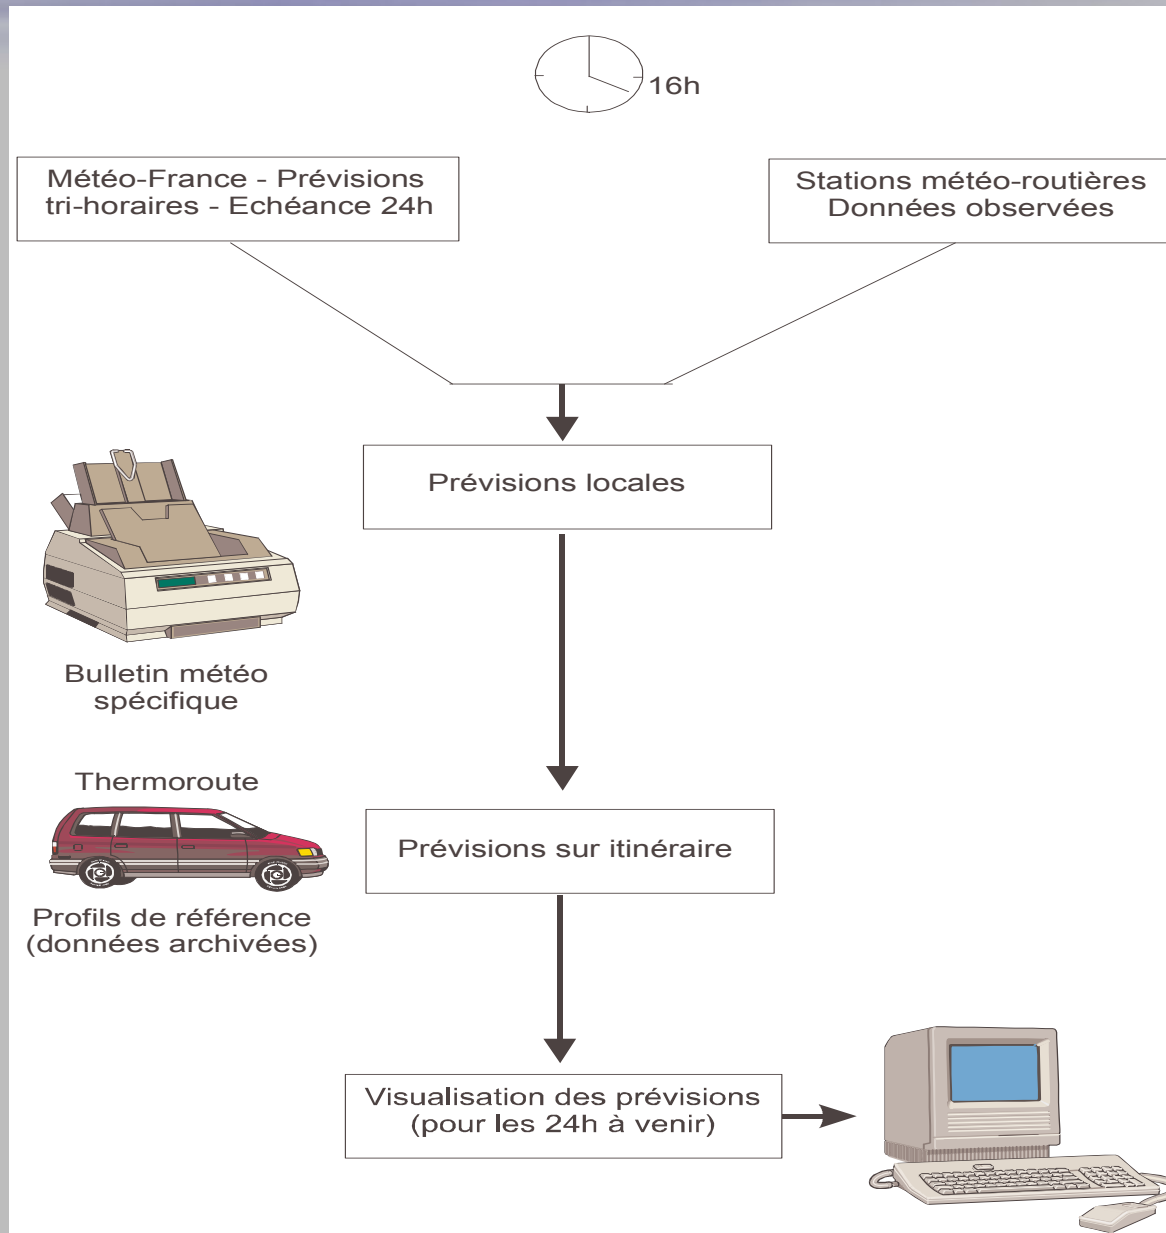 16h
Météo-France - Prévisions
tri-horaires - Echéance 24h
Stations météo-routières
Données observées
Prévisions locales
Bulletin météo
spécifique
Thermoroute
Prévisions sur itinéraire
Profils de référence
(données archivées)
Visualisation des prévisions
(pour les 24h à venir)